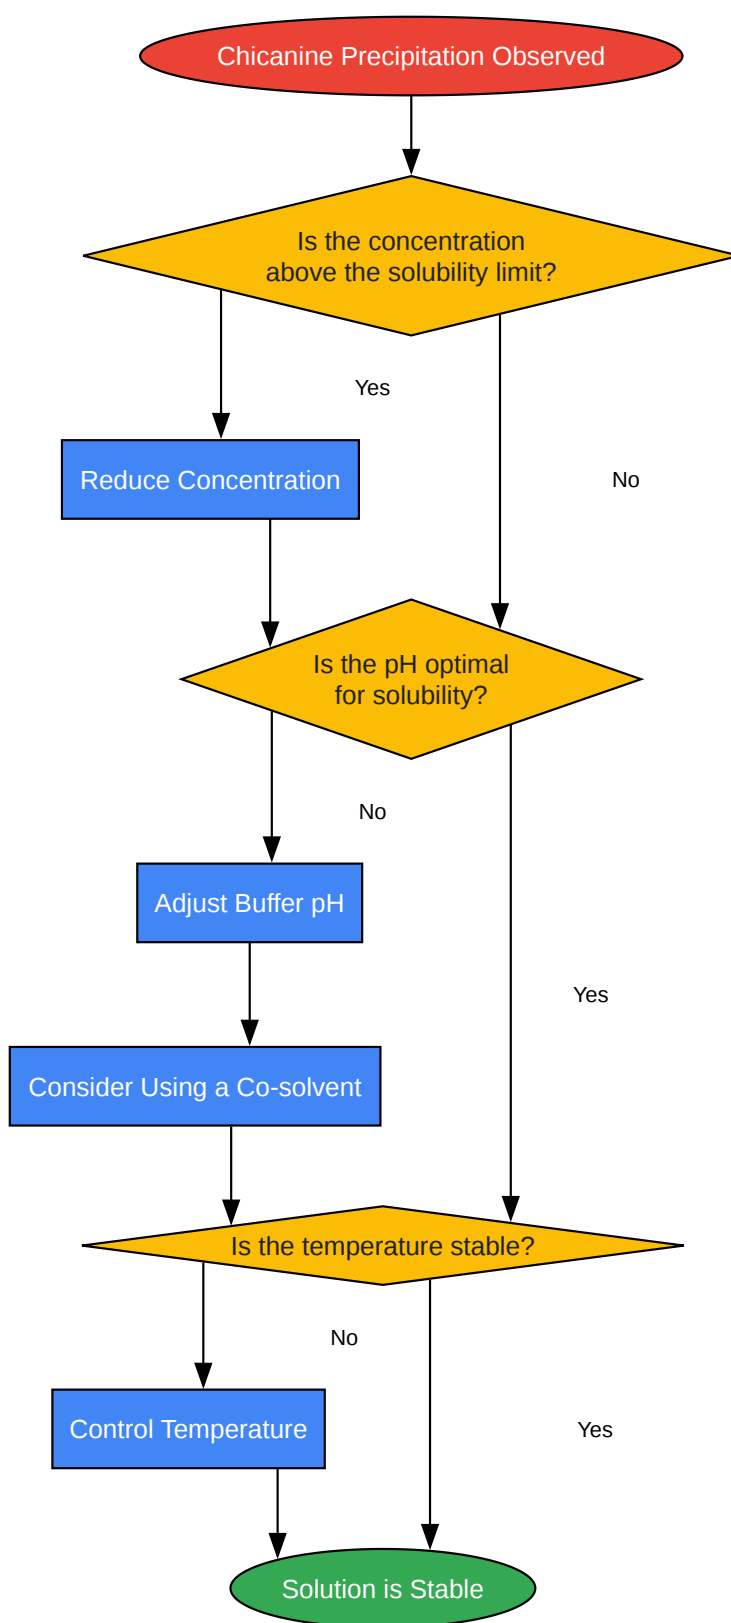 Chicanine Precipitation Observed
Is the concentration
above the solubility limit?
Yes
Reduce Concentration
No
Is the pH optimal
for solubility?
No
Adjust Buffer pH
Yes
Consider Using a Co-solvent
Is the temperature stable?
No
Control Temperature
Yes
Solution is Stable